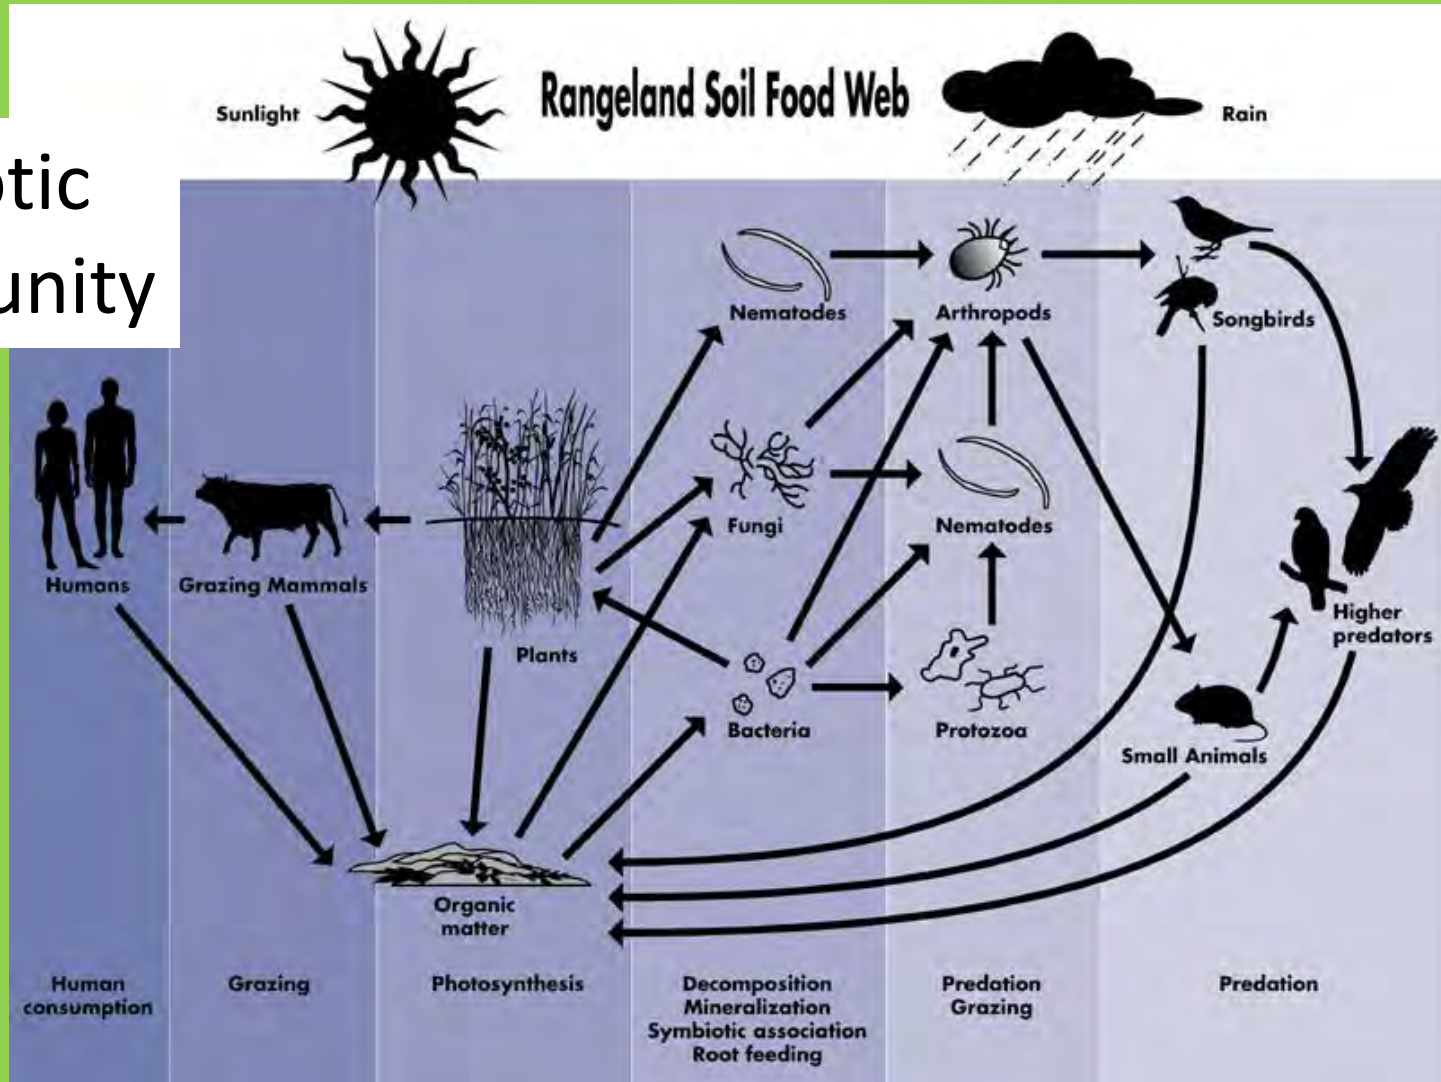 Rangeland Soil Food Web
Sunlight
Rain
unity
Nematodes
Arthropods
Songbirds
Fungi
Nematodes
Humans
Grazing Mammals
Plants
Higher
predators
Bacteria
Protozoa
Small Animals
Organic
matter
Human
consumption
Grazing
Photosynthesis
Decomposition
Mineralization
Symbiotic association
Root feeding
Predation
Grazing
Predation